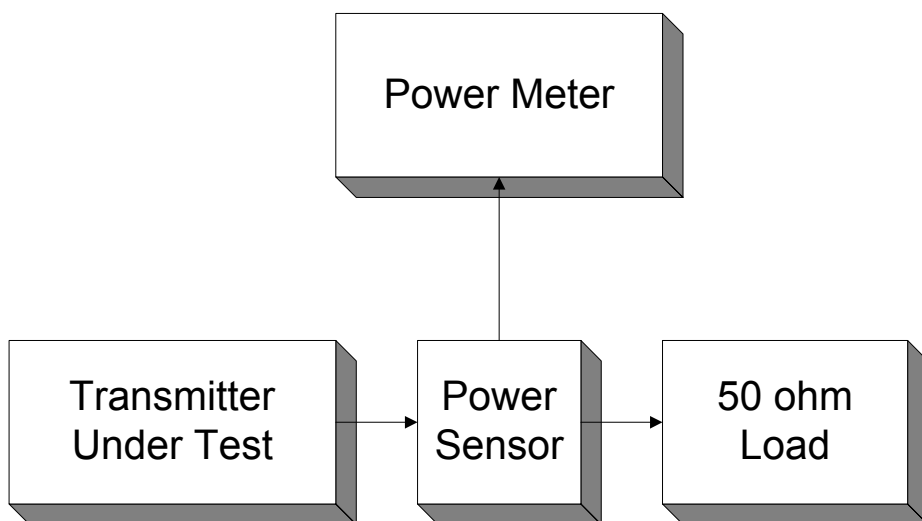 Power Meter
Transmitter
Under Test
Power
Sensor
50 ohm
Load